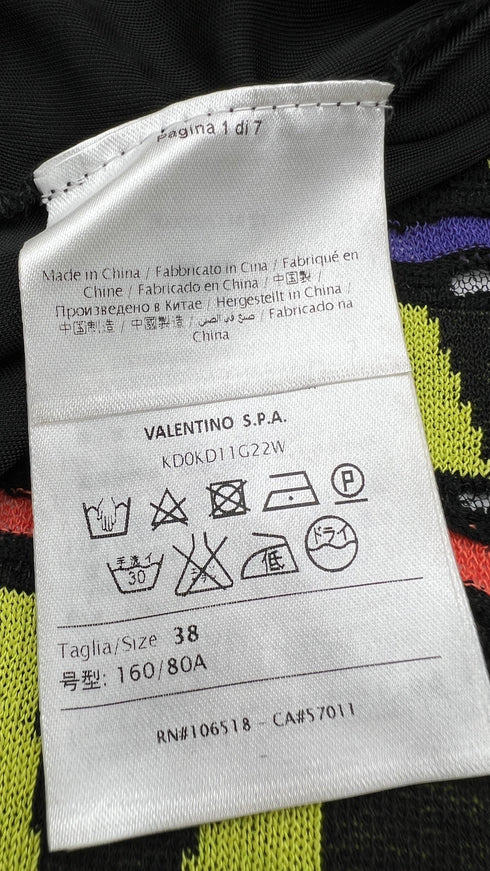 pagina 1 di 7
Made in China / Fabbricato in Cina / Fabriqué en
Chine / Fabricado en China / 中国製 /
Произведено в Китае / Hergesteilt in China /
中国制造 / 中國製造 / صنع في الصين / Fabricado na
China
VALENTINO S.P.A.
KD0KD11G22W
P
手洗イ 30 低 ドライ
Taglia/Size 38
号型: 160/80A
RN#106518 - CA#57011